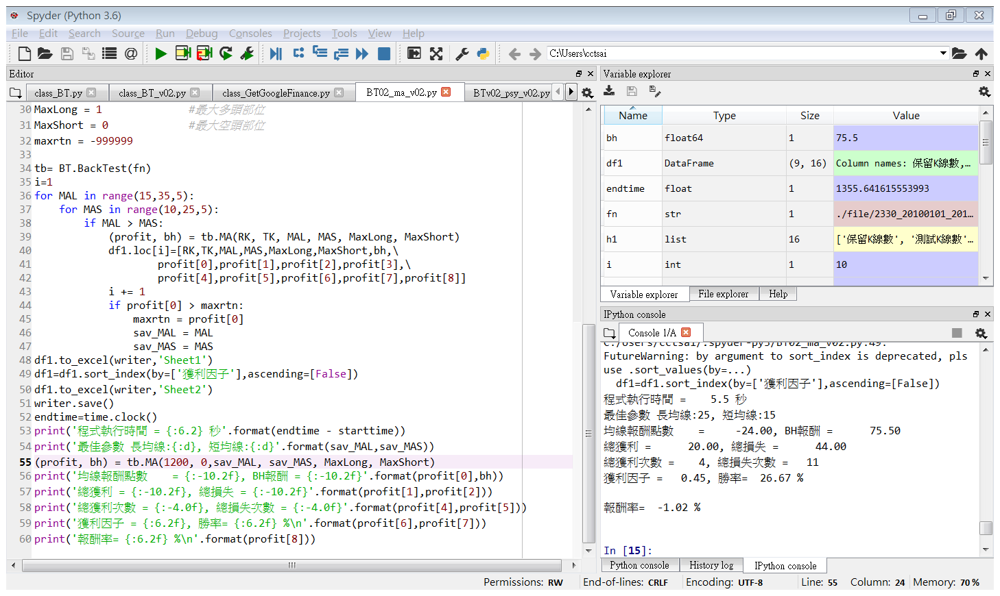 Spyder (Python 3.6)
File Edit Search Source Run Debug Consoles Projects Tools View Help
C:\Users\cctsai
Editor
class_BT.py class_BT_v02.py class_GetGoogleFinance.py BT02_ma_v02.py BTv02_psy_v02.py
30 MaxLong = 1 #最大多頭部位
31 MaxShort = 0 #最大空頭部位
32 maxrtn = -999999
33
34 tb= BT.BackTest(fn)
35 i=1
36 for MAL in range(15,35,5):
37 for MAS in range(10,25,5):
38 if MAL > MAS:
39 (profit, bh) = tb.MA(RK, TK, MAL, MAS, MaxLong, MaxShort)
40 df1.loc[i]=[RK,TK,MAL,MAS,MaxLong,MaxShort,bh,\
41 profit[0],profit[1],profit[2],profit[3],\
42 profit[4],profit[5],profit[6],profit[7],profit[8]]
43 i += 1
44 if profit[0] > maxrtn:
45 maxrtn = profit[0]
46 sav_MAL = MAL
47 sav_MAS = MAS
48 df1.to_excel(writer,'Sheet1')
49 df1=df1.sort_index(by=['獲利因子'],ascending=[False])
50 df1.to_excel(writer,'Sheet2')
51 writer.save()
52 endtime=time.clock()
53 print('程式執行時間 = {:6.2} 秒'.format(endtime - starttime))
54 print('最佳參數 長均線:{:d}, 短均線:{:d}'.format(sav_MAL,sav_MAS))
55 (profit, bh) = tb.MA(1200, 0,sav_MAL, sav_MAS, MaxLong, MaxShort)
56 print('均線報酬點數 = {:-10.2f}, BH報酬 = {:-10.2f}'.format(profit[0],bh))
57 print('總獲利 = {:-10.2f}, 總損失 = {:-10.2f}'.format(profit[1],profit[2]))
58 print('總獲利次數 = {:-4.0f}, 總損失次數 = {:-4.0f}'.format(profit[4],profit[5]))
59 print('獲利因子 = {:6.2f}, 勝率= {:6.2f} %\n'.format(profit[6],profit[7]))
60 print('報酬率= {:6.2f} %\n'.format(profit[8]))
Variable explorer
Name Type Size Value
bh float64 1 75.5
df1 DataFrame (9, 16) Column names: 保留K線數,…
endtime float 1 1355.641615553993
fn str 1 ./file/2330_20100101_201…
h1 list 16 ['保留K線數', '測試K線數'…
i int 1 10
Variable explorer File explorer Help
IPython console
Console 1/A
C:/Users/cctsai/.spyder-py3/BT02_ma_v02.py:49:
FutureWarning: by argument to sort_index is deprecated, pls
use .sort_values(by=...)
df1=df1.sort_index(by=['獲利因子'],ascending=[False])
程式執行時間 = 5.5 秒
最佳參數 長均線:25, 短均線:15
均線報酬點數 = -24.00, BH報酬 = 75.50
總獲利 = 20.00, 總損失 = 44.00
總獲利次數 = 4, 總損失次數 = 11
獲利因子 = 0.45, 勝率= 26.67 %
報酬率= -1.02 %
In [15]:
Python console History log IPython console
Permissions: RW End-of-lines: CRLF Encoding: UTF-8 Line: 55 Column: 24 Memory: 70 %